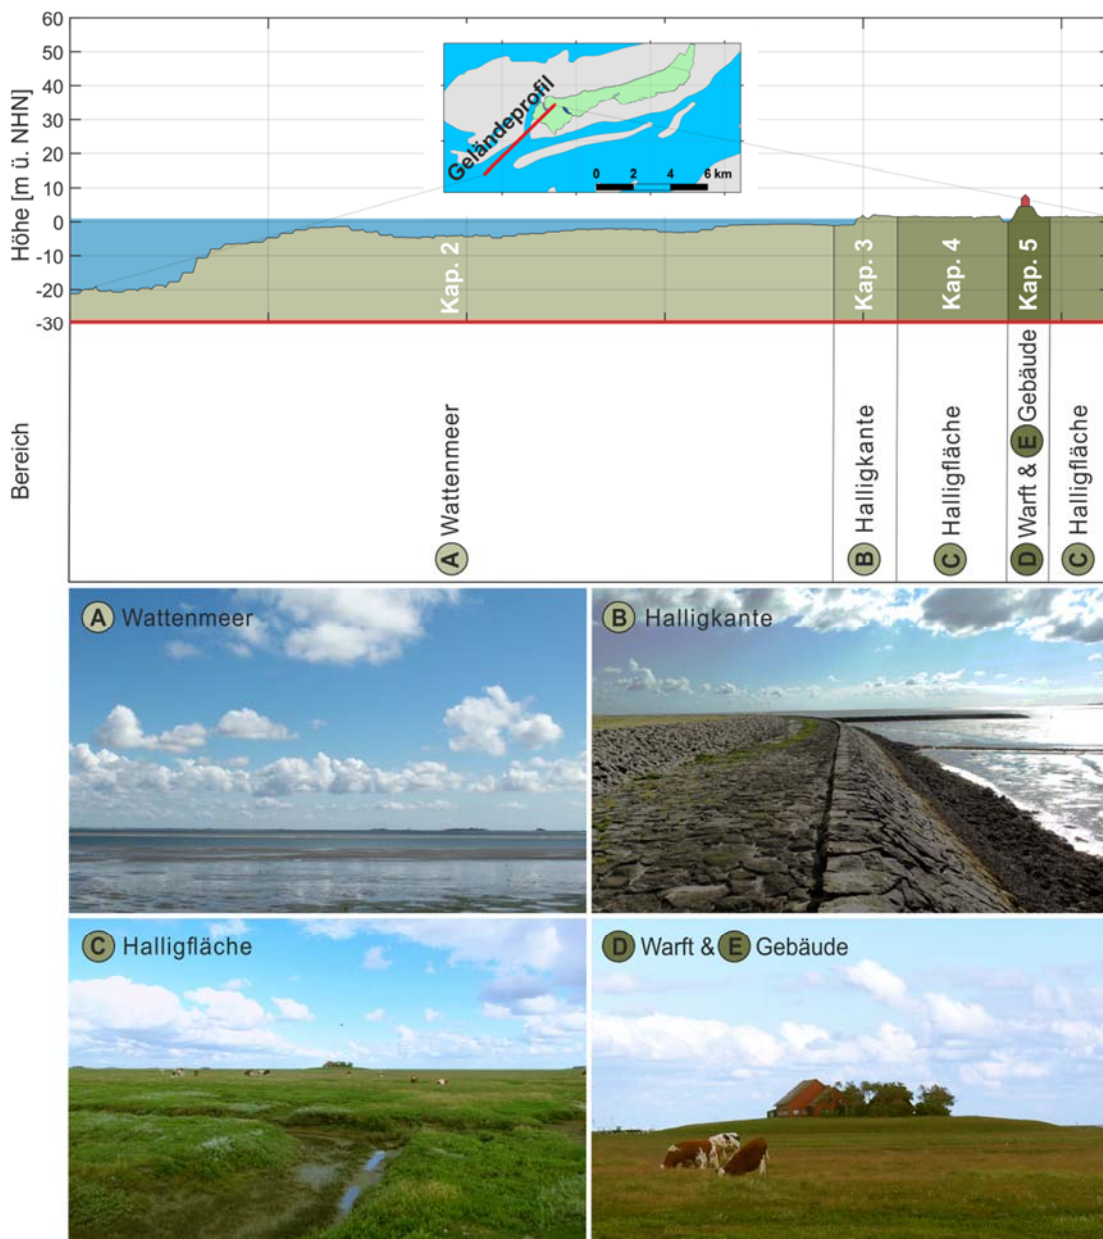 60
50
40
30
20
10
0
-10
-20
-30
Höhe [m ü. NHN]
Geländeprofil
0 2 4 6 km
Kap. 2
Kap. 3
Kap. 4
Kap. 5
Bereich
A Wattenmeer
B Halligkante
C Halligfläche
D Warft & E Gebäude
C Halligfläche
A Wattenmeer
B Halligkante
C Halligfläche
D Warft & E Gebäude